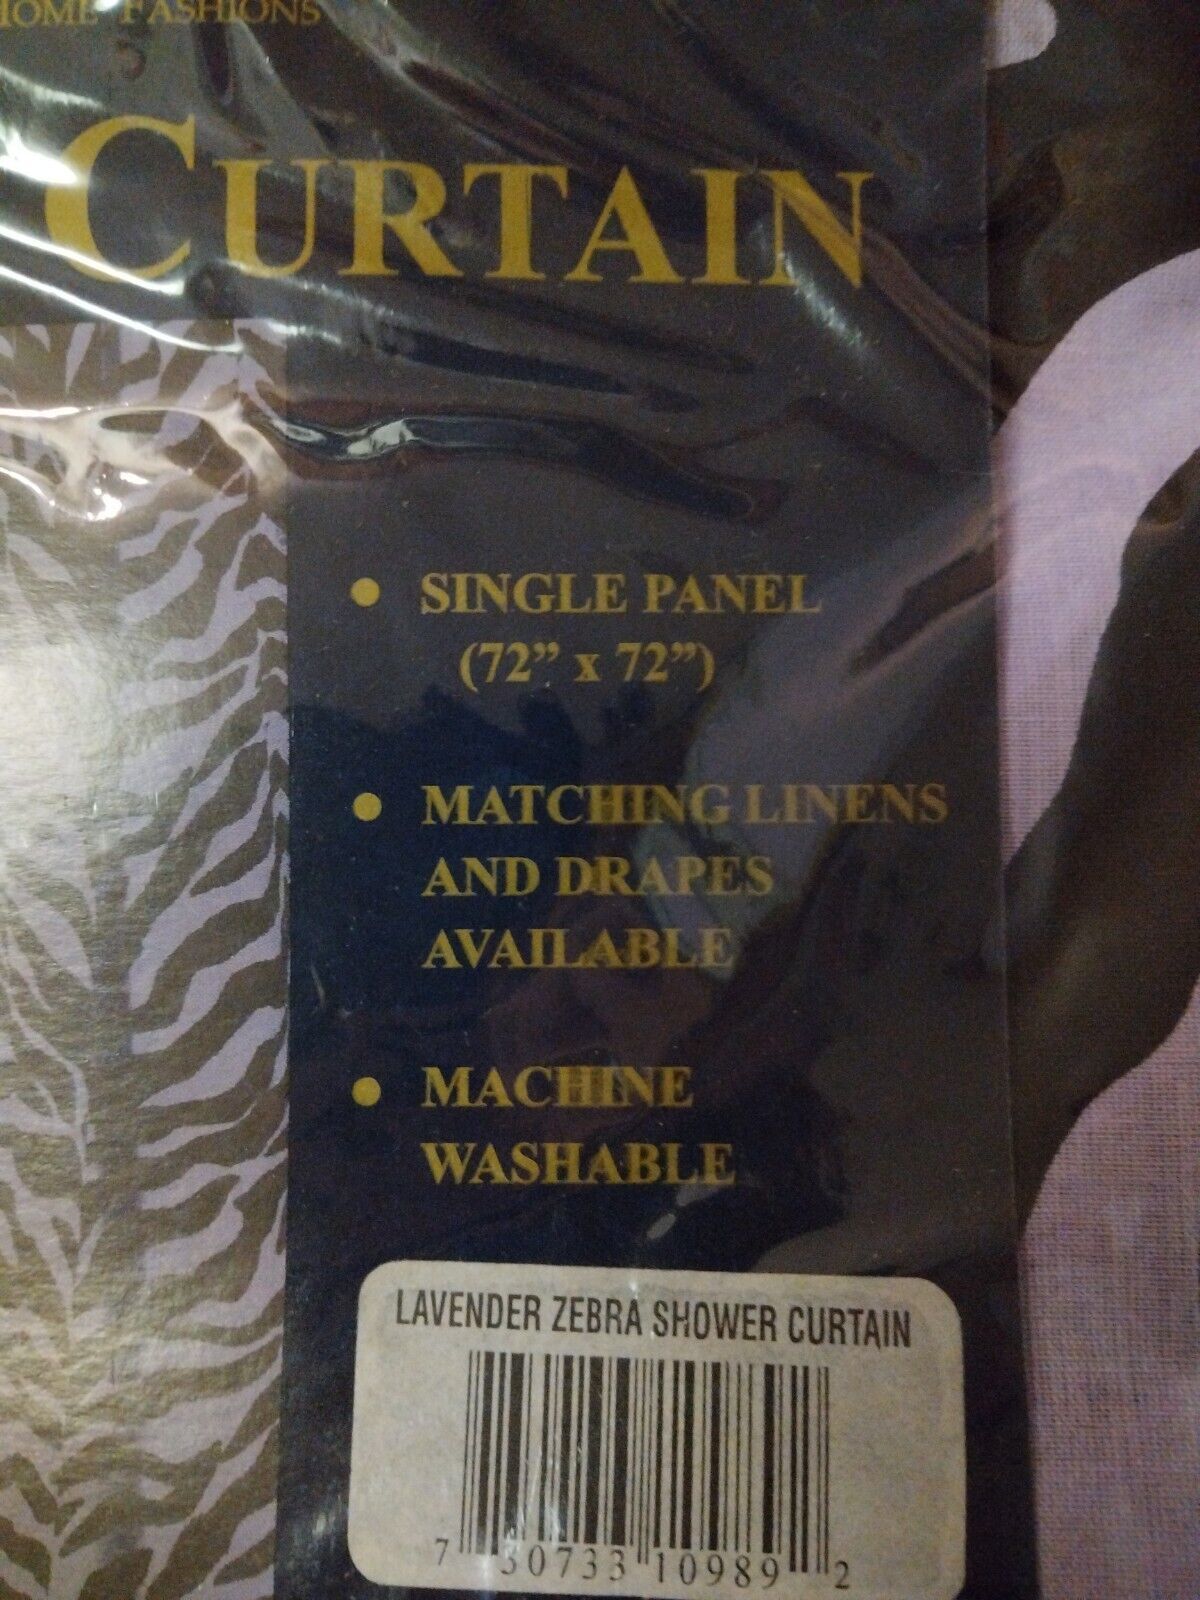 HOME FASHIONS
CURTAIN
• SINGLE PANEL
(72” x 72”)
• MATCHING LINENS
AND DRAPES
AVAILABLE
• MACHINE
WASHABLE
LAVENDER ZEBRA SHOWER CURTAIN
7 30733 10989 2